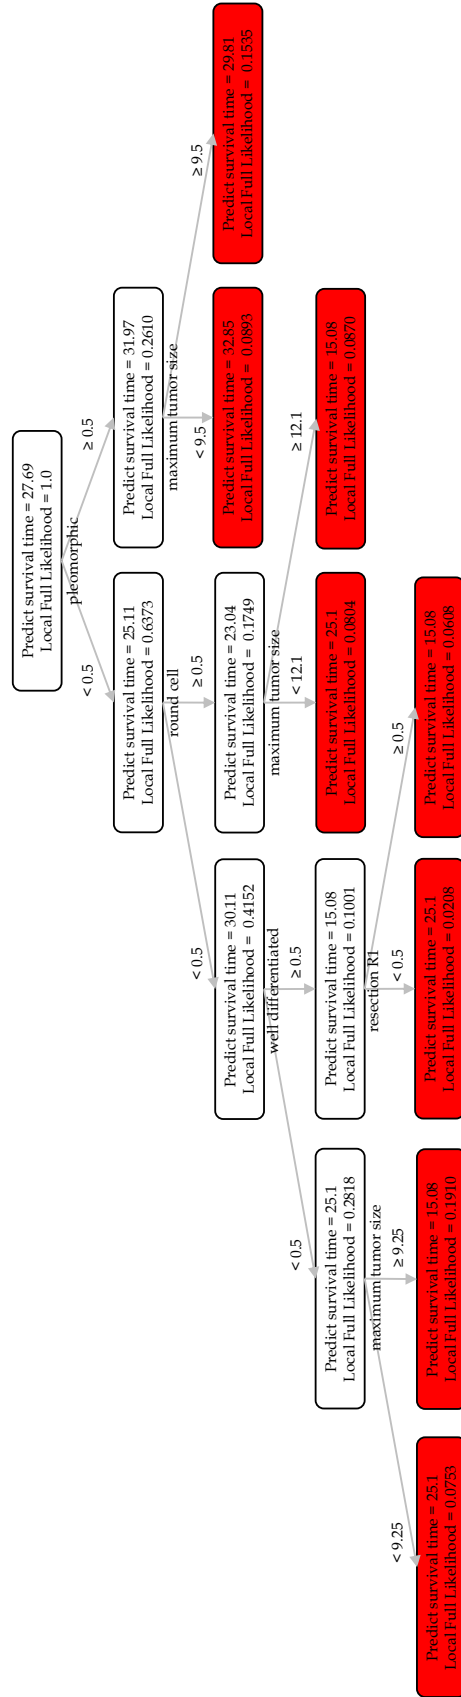 Predict survival time = 27.69
Local Full Likelihood = 1.0
pleomorphic
< 0.5
≥ 0.5
Predict survival time = 25.11
Local Full Likelihood = 0.6373
round cell
Predict survival time = 31.97
Local Full Likelihood = 0.2610
maximum tumor size
< 0.5
≥ 0.5
< 9.5
≥ 9.5
Predict survival time = 30.11
Local Full Likelihood = 0.4152
well differentiated
Predict survival time = 23.04
Local Full Likelihood = 0.1749
maximum tumor size
Predict survival time = 32.85
Local Full Likelihood = 0.0893
Predict survival time = 29.81
Local Full Likelihood = 0.1535
< 0.5
≥ 0.5
< 12.1
≥ 12.1
Predict survival time = 25.1
Local Full Likelihood = 0.2818
maximum tumor size
Predict survival time = 15.08
Local Full Likelihood = 0.1001
resection R1
Predict survival time = 25.1
Local Full Likelihood = 0.0804
Predict survival time = 15.08
Local Full Likelihood = 0.0870
< 9.25
≥ 9.25
< 0.5
≥ 0.5
Predict survival time = 25.1
Local Full Likelihood = 0.0753
Predict survival time = 15.08
Local Full Likelihood = 0.1910
Predict survival time = 25.1
Local Full Likelihood = 0.0208
Predict survival time = 15.08
Local Full Likelihood = 0.0608